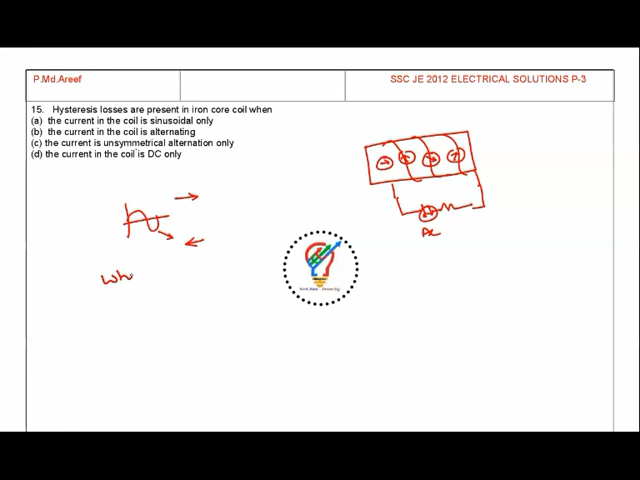 P.Md.Areef
SSC JE 2012 ELECTRICAL SOLUTIONS P-3
15. Hysteresis losses are present in iron core coil when
(a) the current in the coil is sinusoidal only
(b) the current in the coil is alternating
(c) the current is unsymmetrical alternation only
(d) the current in the coil is DC only
Ac
Wh